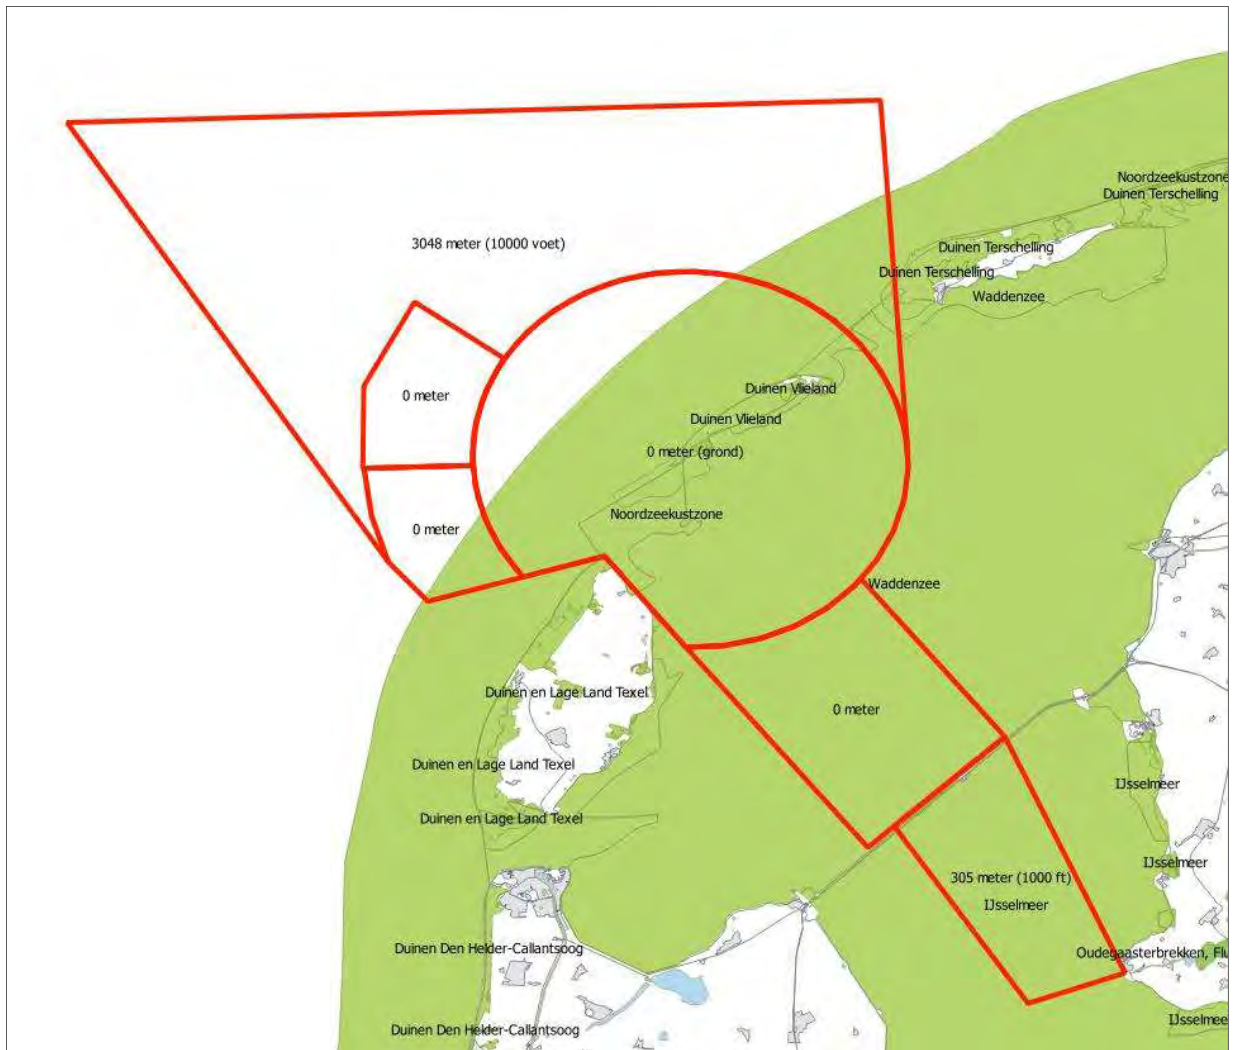 Noordzeekustzone
Duinen Terschelling
3048 meter (10000 voet)
Duinen Terschelling
Duinen Terschelling
Waddenzee
Duinen Vlieland
0 meter
Duinen Vlieland
0 meter (grond)
Noordzeekustzone
0 meter
Waddenzee
Duinen en Lage Land Texel
0 meter
Duinen en Lage Land Texel
IJsselmeer
Duinen en Lage Land Texel
IJsselmeer
305 meter (1000 ft)
IJsselmeer
Duinen Den Helder-Callantsoog
Oudegaasterbrekken, Flu
IJsselmee
Duinen Den Helder-Callantsoog